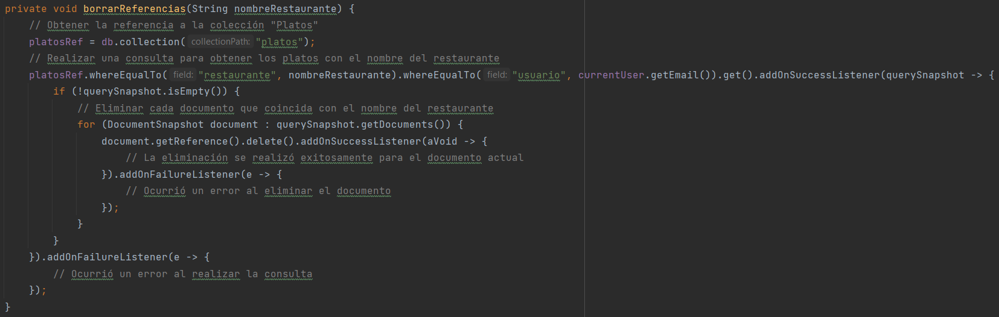 private void borrarReferencias(String nombreRestaurante) {
// Obtener la referencia a la colección "Platos"
platosRef = db.collection( collectionPath: "platos");
// Realizar una consulta para obtener los platos con el nombre del restaurante
platosRef.whereEqualTo( field: "restaurante", nombreRestaurante).whereEqualTo( field: "usuario", currentUser.getEmail()).get().addOnSuccessListener(querySnapshot -> {
if (!querySnapshot.isEmpty()) {
// Eliminar cada documento que coincida con el nombre del restaurante
for (DocumentSnapshot document : querySnapshot.getDocuments()) {
document.getReference().delete().addOnSuccessListener(aVoid -> {
// La eliminación se realizó exitosamente para el documento actual
}).addOnFailureListener(e -> {
// Ocurrió un error al eliminar el documento
});
}
}
}).addOnFailureListener(e -> {
// Ocurrió un error al realizar la consulta
});
}